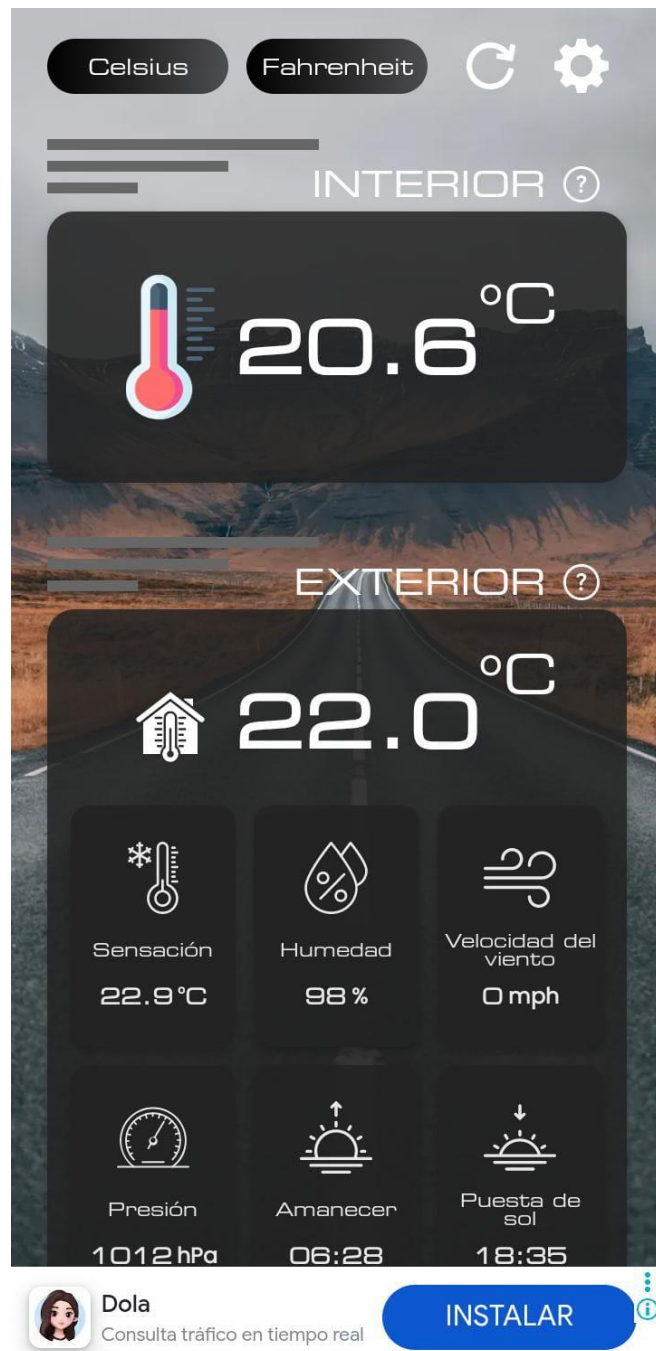 Celsius
Fahrenheit
INTERIOR ?
20.6°C
EXTERIOR ?
22.0°C
Sensación
22.9°C
Humedad
98%
Velocidad del
viento
0 mph
Presión
1012 hPa
Amanecer
06:28
Puesta de
sol
18:35
Dola
Consulta tráfico en tiempo real
INSTALAR